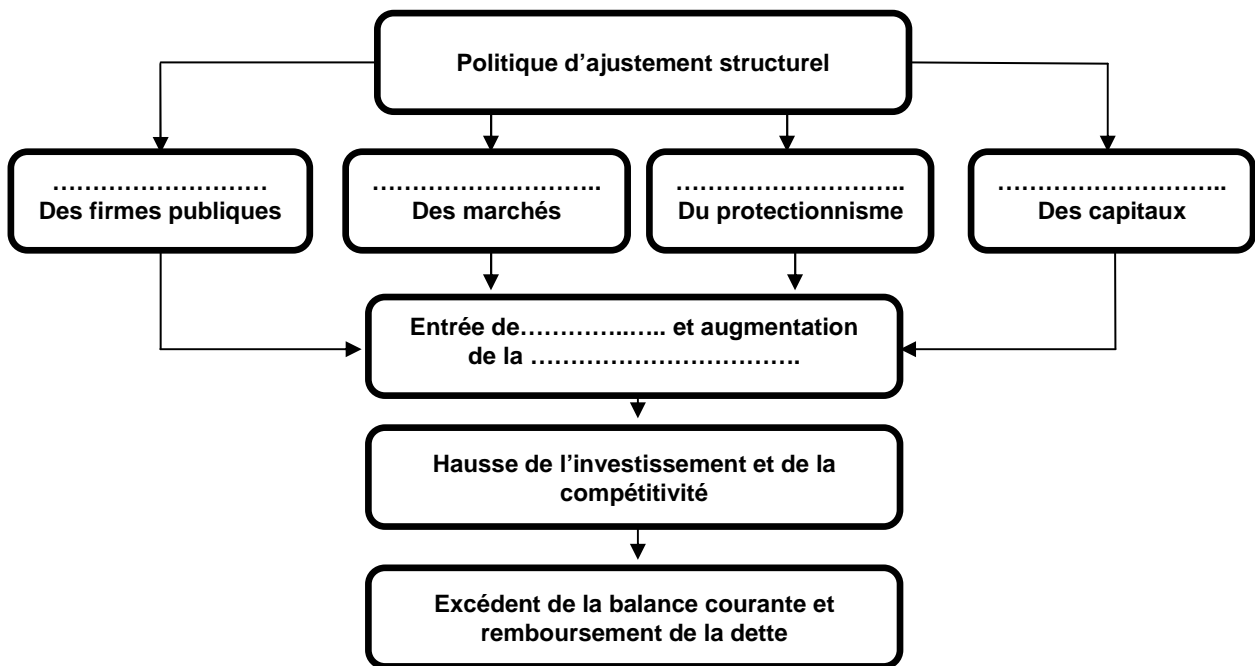 Politique d’ajustement structurel
………………………
Des firmes publiques
………………………..
Des marchés
………………………..
Du protectionnisme
………………………..
Des capitaux
Entrée de…………..….. et augmentation
de la …………………………….
Hausse de l’investissement et de la
compétitivité
Excédent de la balance courante et
remboursement de la dette